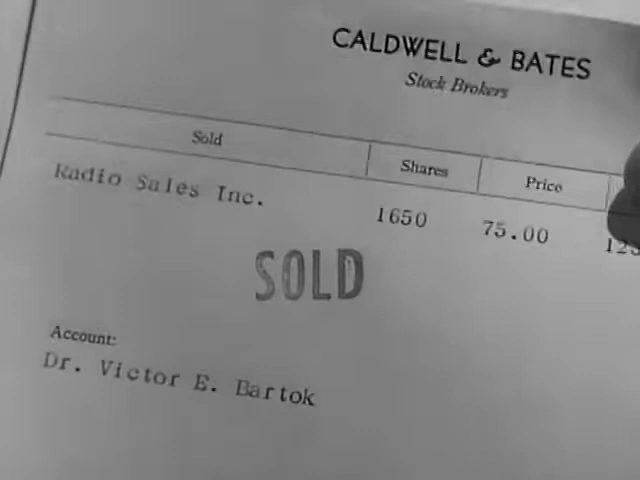 CALDWELL & BATES
Stock Brokers
Sold Shares Price
Radio Sales Inc. 1650 75.00
SOLD
Account:
Dr. Victor E. Bartok